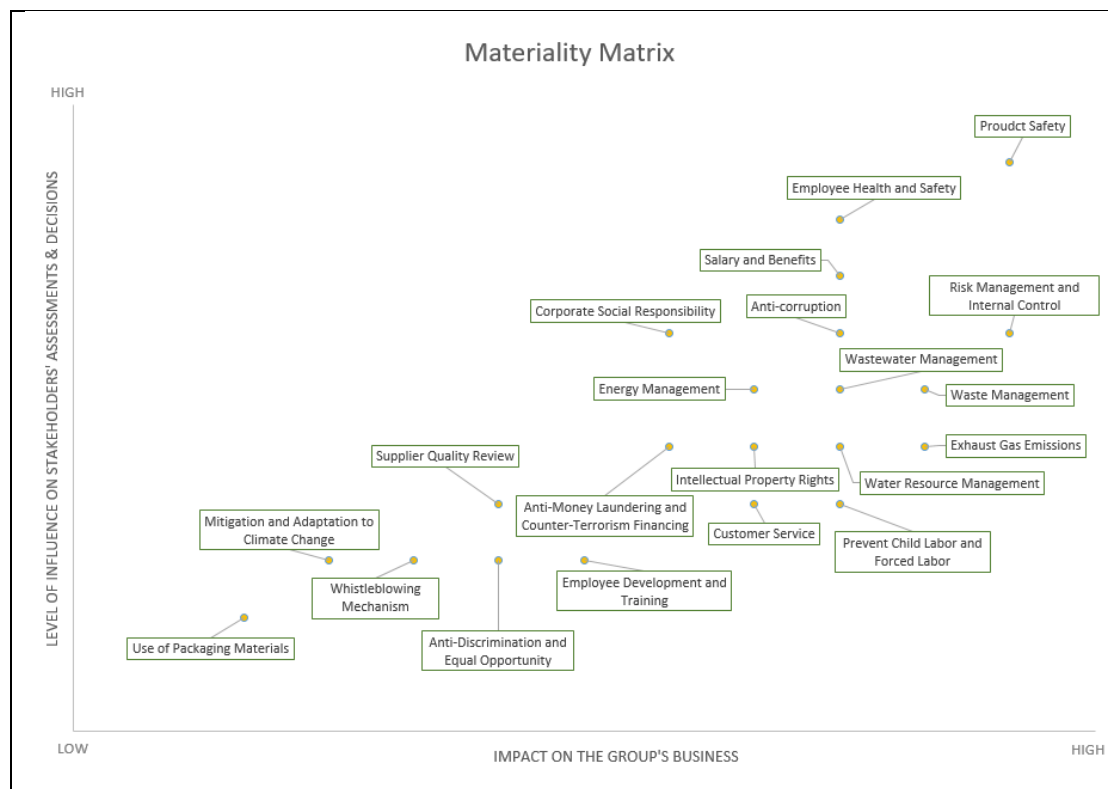 Materiality Matrix
HIGH
LEVEL OF INFLUENCE ON STAKEHOLDERS' ASSESSMENTS & DECISIONS
Proudct Safety
Employee Health and Safety
Salary and Benefits
Risk Management and
Internal Control
Corporate Social Responsibility
Anti-corruption
Wastewater Management
Energy Management
Waste Management
Supplier Quality Review
Exhaust Gas Emissions
Intellectual Property Rights
Water Resource Management
Anti-Money Laundering and
Counter-Terrorism Financing
Mitigation and Adaptation to
Climate Change
Customer Service
Prevent Child Labor and
Forced Labor
Whistleblowing
Mechanism
Employee Development and
Training
Use of Packaging Materials
Anti-Discrimination and
Equal Opportunity
LOW
IMPACT ON THE GROUP'S BUSINESS
HIGH